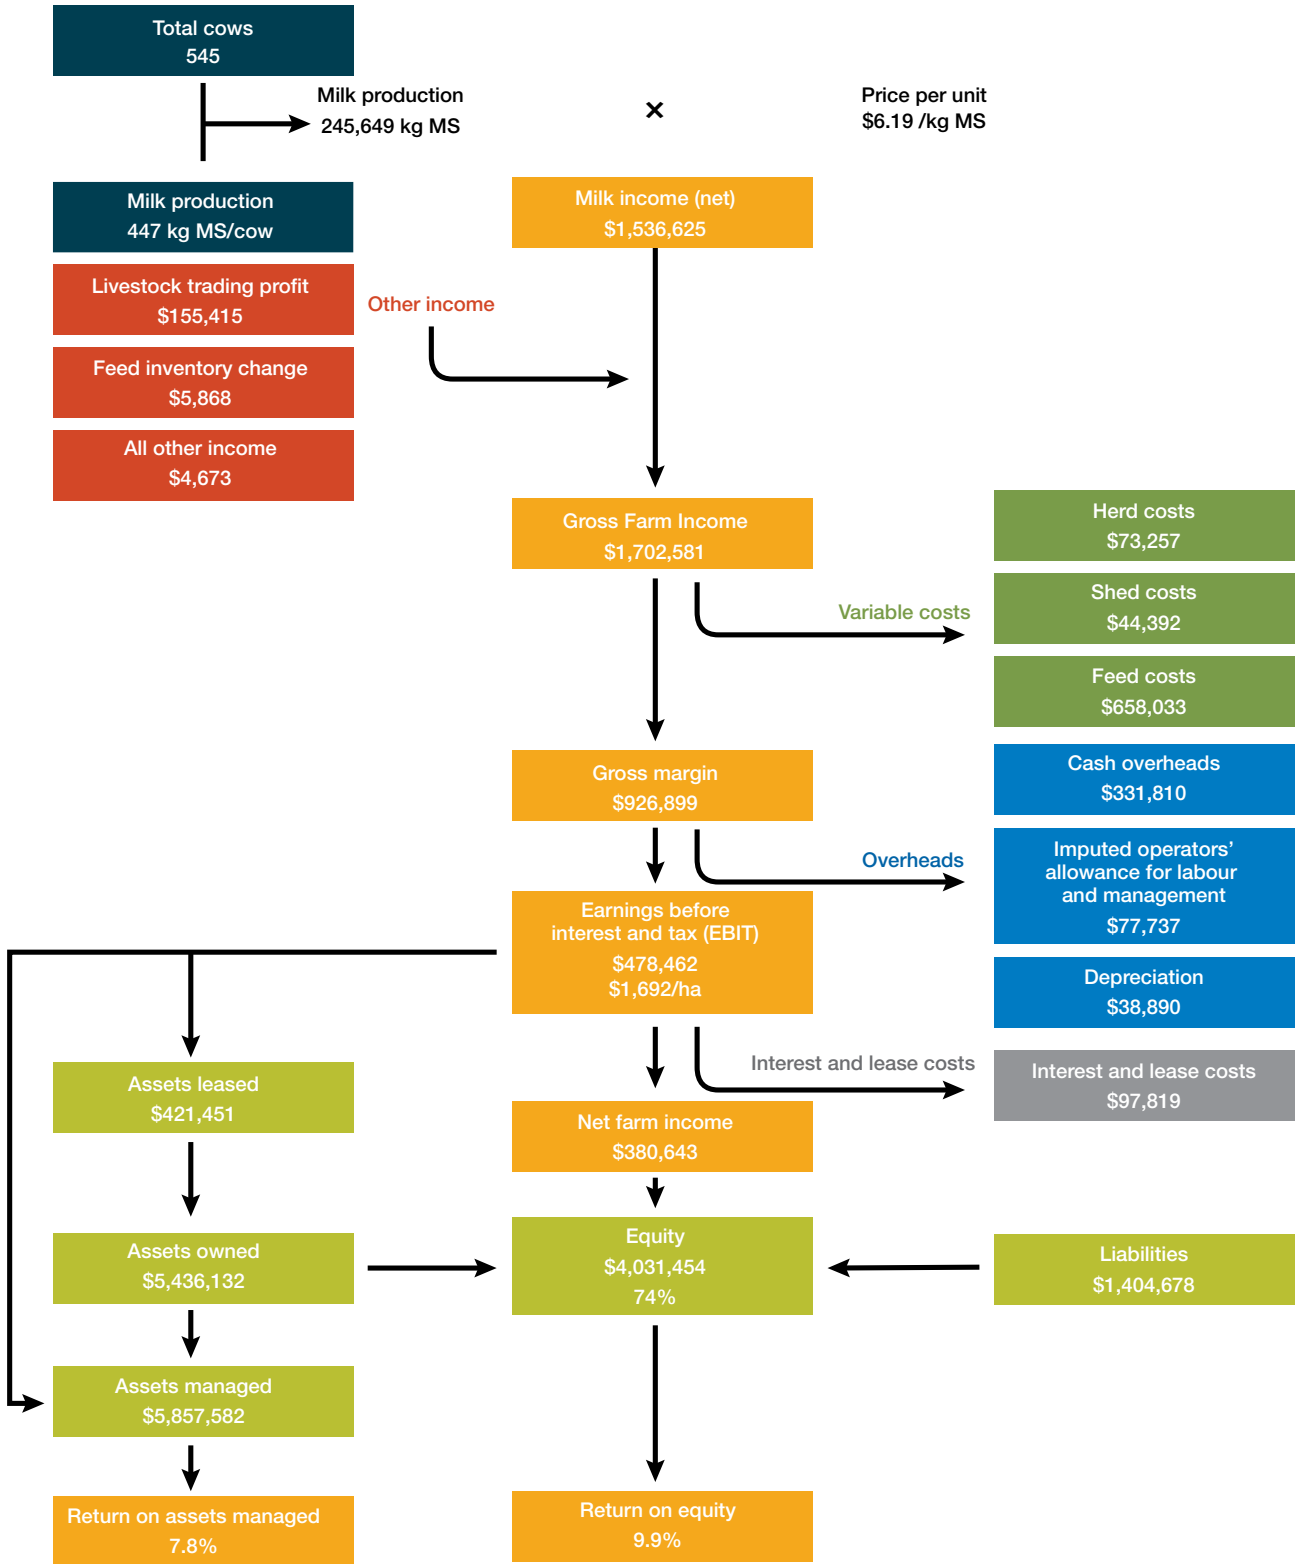 Total cows
545
Milk production
245,649 kg MS
×
Price per unit
$6.19 /kg MS
Milk production
447 kg MS/cow
Milk income (net)
$1,536,625
Livestock trading profit
$155,415
Other income
Feed inventory change
$5,868
All other income
$4,673
Gross Farm Income
$1,702,581
Herd costs
$73,257
Variable costs
Shed costs
$44,392
Feed costs
$658,033
Gross margin
$926,899
Cash overheads
$331,810
Overheads
Imputed operators’
allowance for labour
and management
$77,737
Earnings before
interest and tax (EBIT)
$478,462
$1,692/ha
Depreciation
$38,890
Interest and lease costs
Interest and lease costs
$97,819
Assets leased
$421,451
Net farm income
$380,643
Assets owned
$5,436,132
Equity
$4,031,454
74%
Liabilities
$1,404,678
Assets managed
$5,857,582
Return on assets managed
7.8%
Return on equity
9.9%